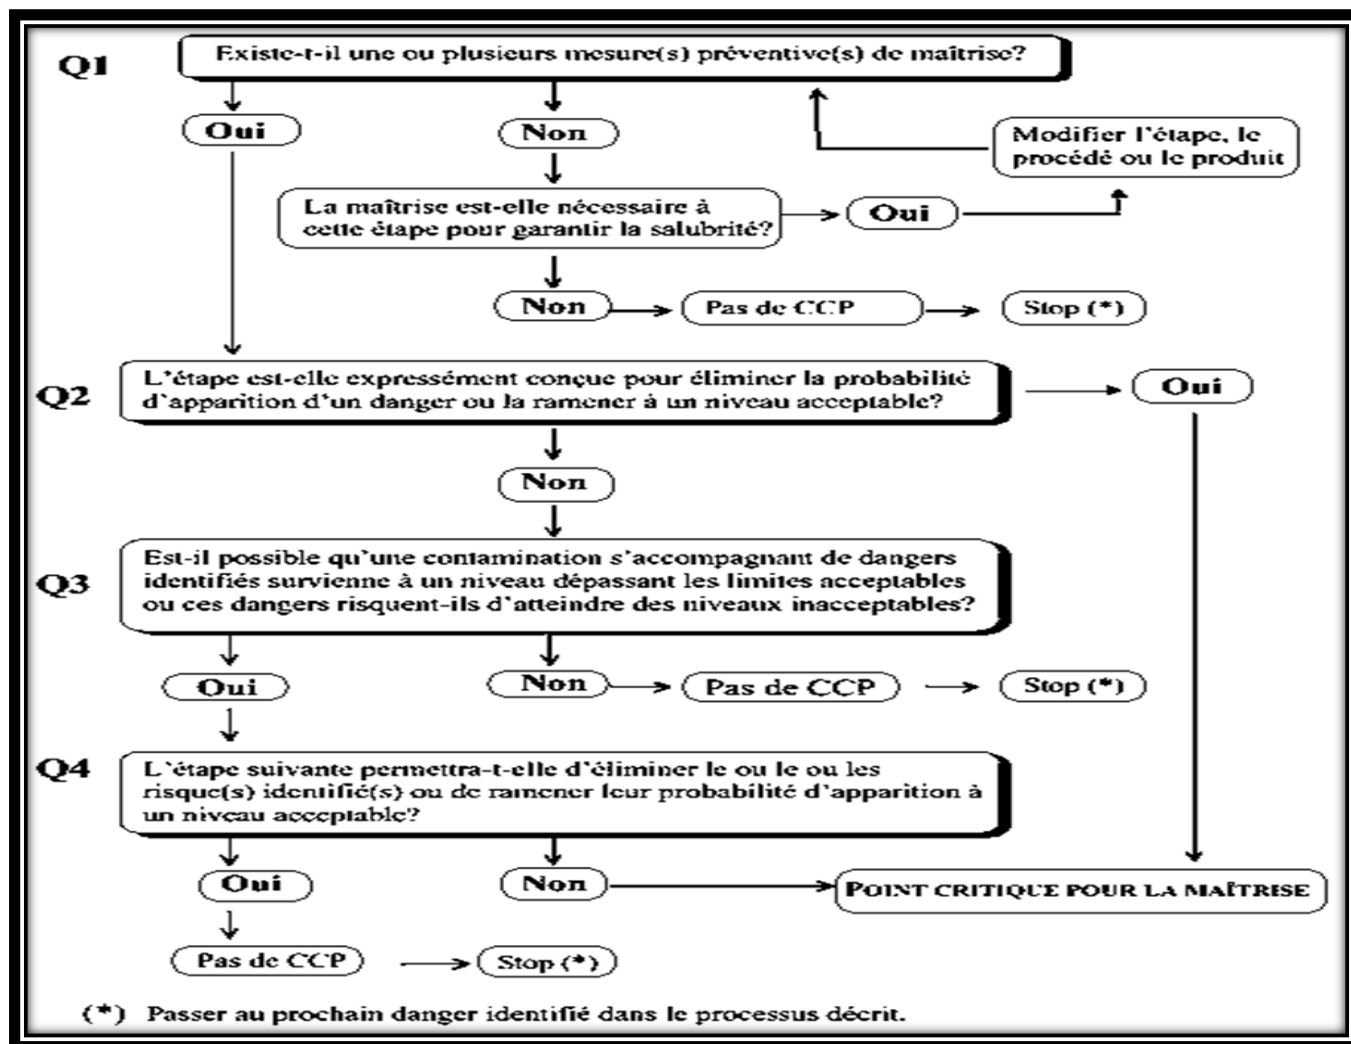 Q1
Existe-t-il une ou plusieurs mesure(s) préventive(s) de maîtrise?
Oui
Non
Modifier l'étape, le
procédé ou le produit
La maîtrise est-elle nécessaire à
cette étape pour garantir la salubrité?
Oui
Non
Pas de CCP
Stop (*)
Q2
L'étape est-elle expressément conçue pour éliminer la probabilité
d'apparition d'un danger ou la ramener à un niveau acceptable?
Oui
Non
Q3
Est-il possible qu'une contamination s'accompagnant de dangers
identifiés survienne à un niveau dépassant les limites acceptables
ou ces dangers risquent-ils d'atteindre des niveaux inacceptables?
Oui
Non
Pas de CCP
Stop (*)
Q4
L'étape suivante permettra-t-elle d'éliminer le ou le ou les
risque(s) identifié(s) ou de ramener leur probabilité d'apparition à
un niveau acceptable?
Oui
Non
POINT CRITIQUE POUR LA MAÎTRISE
Pas de CCP
Stop (*)
(*) Passer au prochain danger identifié dans le processus décrit.